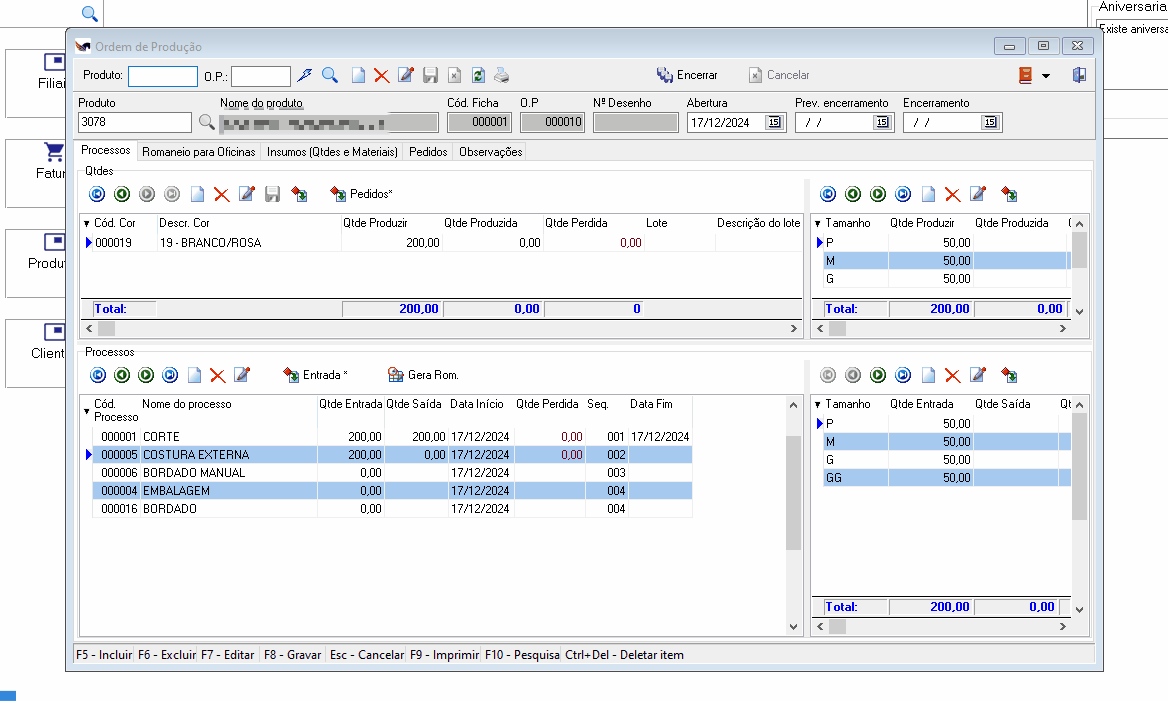 Aniversaria
Existe aniversa
Filiai
Fatur
Produt
Client
Ordem de Produção
Produto: O.P.: Encerrar Cancelar
Produto Nome do produto Cód. Ficha O.P Nº Desenho Abertura Prev. encerramento Encerramento
3078 000001 000010 17/12/2024 15 / / 15 / / 15
Processos Romaneio para Oficinas Insumos (Qtdes e Materiais) Pedidos Observações
Qtdes
Pedidos*
Cód. Cor Descr. Cor Qtde Produzir Qtde Produzida Qtde Perdida Lote Descrição do lote
000019 19 - BRANCO/ROSA 200,00 0,00 0,00
Total: 200,00 0,00 0
Tamanho Qtde Produzir Qtde Produzida
P 50,00
M 50,00
G 50,00
Total: 200,00 0,00
Processos
Entrada * Gera Rom.
Cód. Processo Nome do processo Qtde Entrada Qtde Saída Data Início Qtde Perdida Seq. Data Fim
000001 CORTE 200,00 200,00 17/12/2024 0,00 001 17/12/2024
000005 COSTURA EXTERNA 200,00 0,00 17/12/2024 0,00 002
000006 BORDADO MANUAL 0,00 17/12/2024 003
000004 EMBALAGEM 0,00 17/12/2024 004
000016 BORDADO 0,00 17/12/2024 004
Tamanho Qtde Entrada Qtde Saída Qt
P 50,00
M 50,00
G 50,00
GG 50,00
Total: 200,00 0,00
F5 - Incluir F6 - Excluir F7 - Editar F8 - Gravar Esc - Cancelar F9 - Imprimir F10 - Pesquisa Ctrl+Del - Deletar item